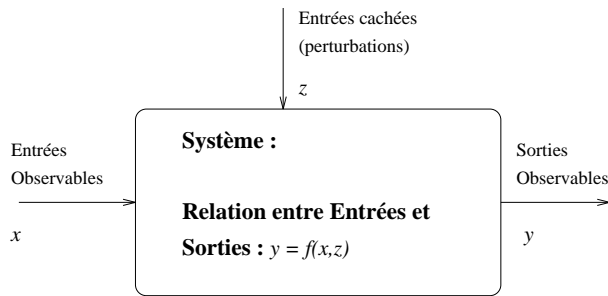 Entrées cachées
(perturbations)
z
Système :
Entrées
Observables
x
Relation entre Entrées et
Sorties : y = f(x,z)
Sorties
Observables
y